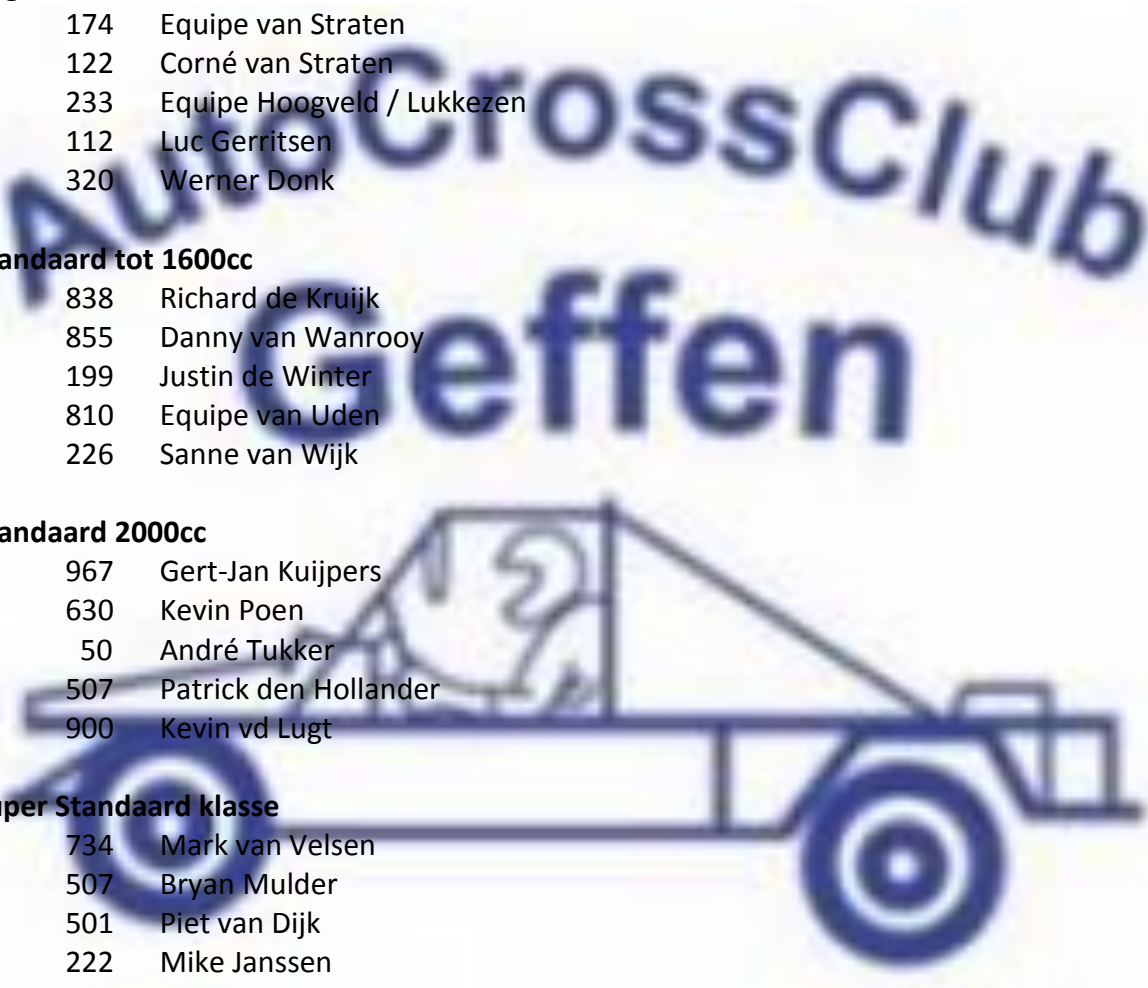 174 Equipe van Straten
122 Corné van Straten
233 Equipe Hoogveld / Lukkezen
112 Luc Gerritsen
320 Werner Donk
AutoCrossClub
Geffen
andaard tot 1600cc
838 Richard de Kruijk
855 Danny van Wanrooy
199 Justin de Winter
810 Equipe van Uden
226 Sanne van Wijk
andaard 2000cc
967 Gert-Jan Kuijpers
630 Kevin Poen
50 André Tukker
507 Patrick den Hollander
900 Kevin vd Lugt
uper Standaard klasse
734 Mark van Velsen
507 Bryan Mulder
501 Piet van Dijk
222 Mike Janssen